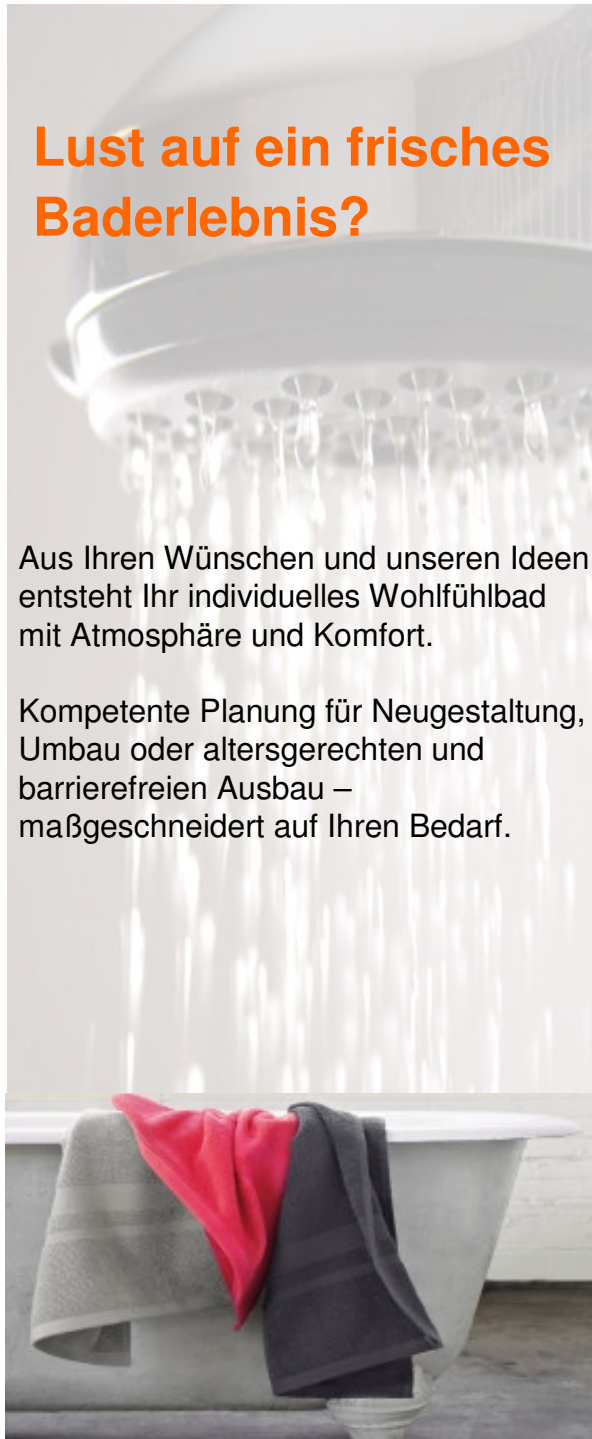 Lust auf ein frisches
Baderlebnis?
Aus Ihren Wünschen und unseren Ideen
entsteht Ihr individuelles Wohlfühlbad
mit Atmosphäre und Komfort.
Kompetente Planung für Neugestaltung,
Umbau oder altersgerechten und
barrierefreien Ausbau –
maßgeschneidert auf Ihren Bedarf.